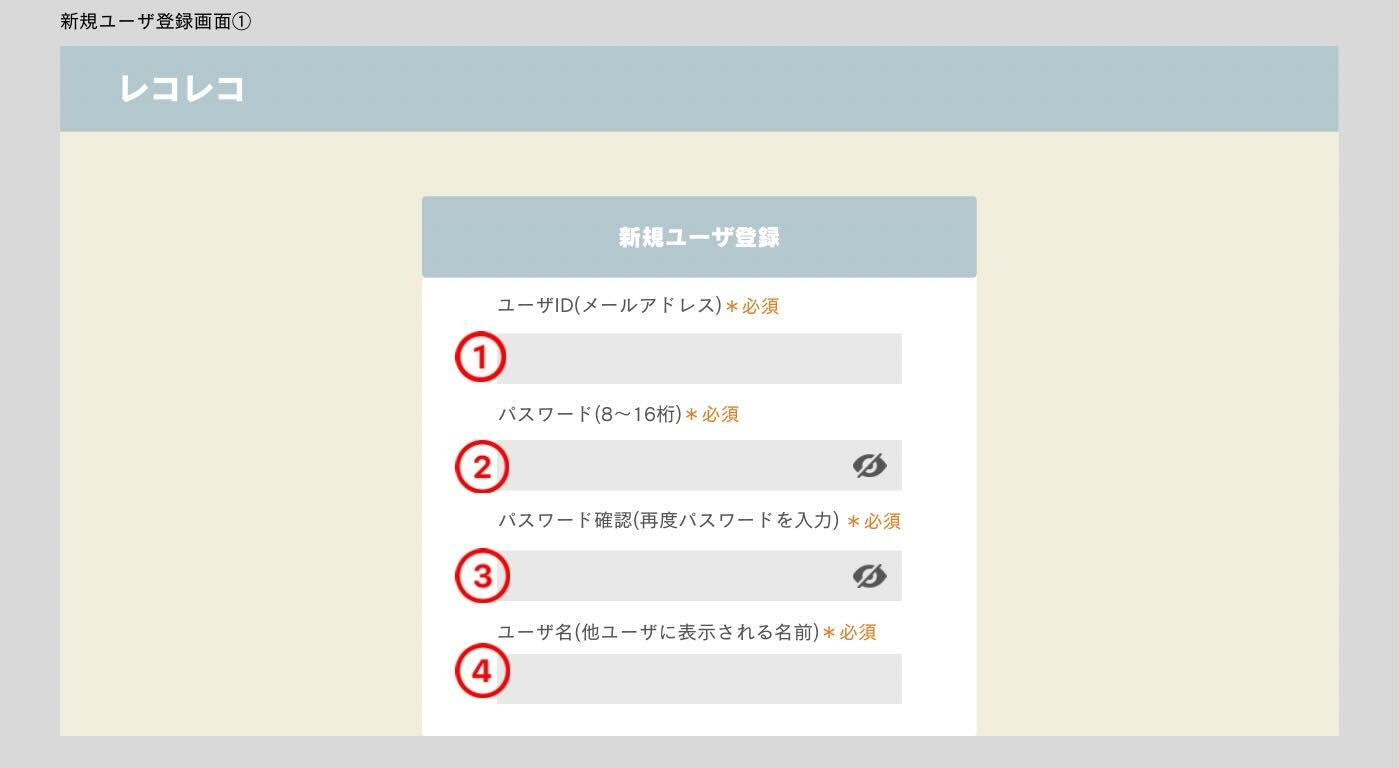 新規ユーザ登録画面①
レコレコ
新規ユーザ登録
ユーザID(メールアドレス)＊必須
1
パスワード(8〜16桁)＊必須
2
パスワード確認(再度パスワードを入力) ＊必須
3
ユーザ名(他ユーザに表示される名前)＊必須
4